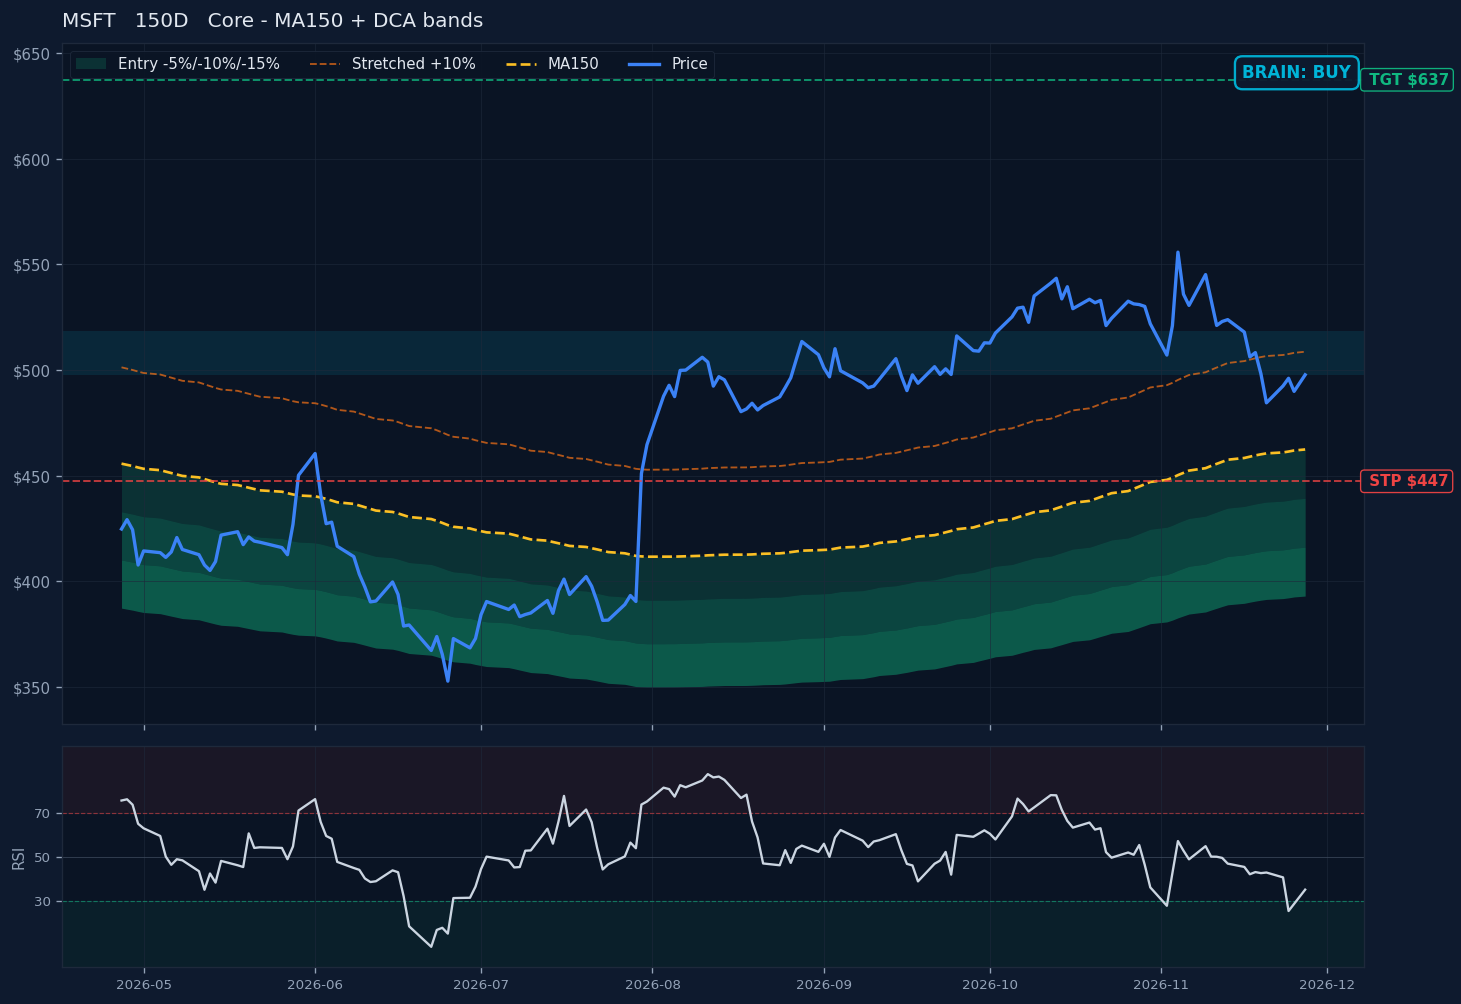 MSFT   150D   Core - MA150 + DCA bands
Entry -5%/-10%/-15%   Stretched +10%   MA150   Price
BRAIN: BUY
TGT $637
$650
$600
$550
$500
$450
STP $447
$400
$350
RSI
70
50
30
2026-05   2026-06   2026-07   2026-08   2026-09   2026-10   2026-11   2026-12